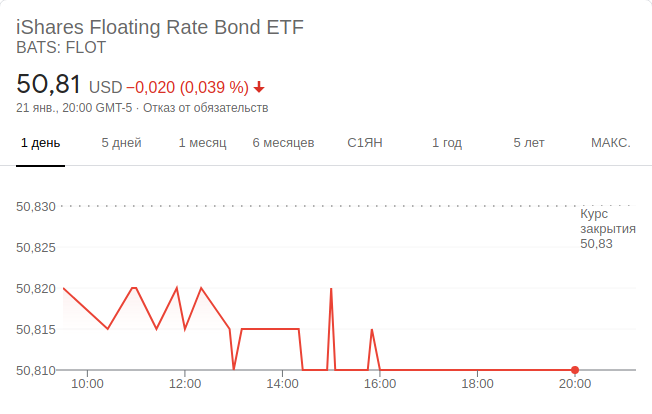 iShares Floating Rate Bond ETF
BATS: FLOT
50,81 USD −0,020 (0,039 %)
21 янв., 20:00 GMT-5 · Отказ от обязательств
1 день 5 дней 1 месяц 6 месяцев С1ЯН 1 год 5 лет МАКС.
50,830
Курс
закрытия
50,83
50,825
50,820
50,815
50,810
10:00 12:00 14:00 16:00 18:00 20:00